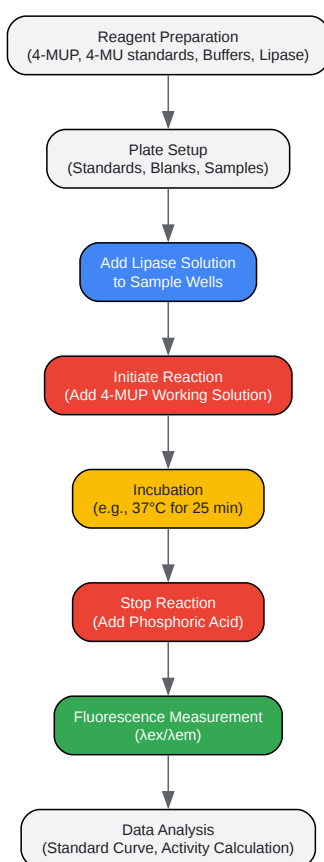 Reagent Preparation
(4-MUP, 4-MU standards, Buffers, Lipase)
Plate Setup
(Standards, Blanks, Samples)
Add Lipase Solution
to Sample Wells
Initiate Reaction
(Add 4-MUP Working Solution)
Incubation
(e.g., 37°C for 25 min)
Stop Reaction
(Add Phosphoric Acid)
Fluorescence Measurement
(λex/λem)
Data Analysis
(Standard Curve, Activity Calculation)